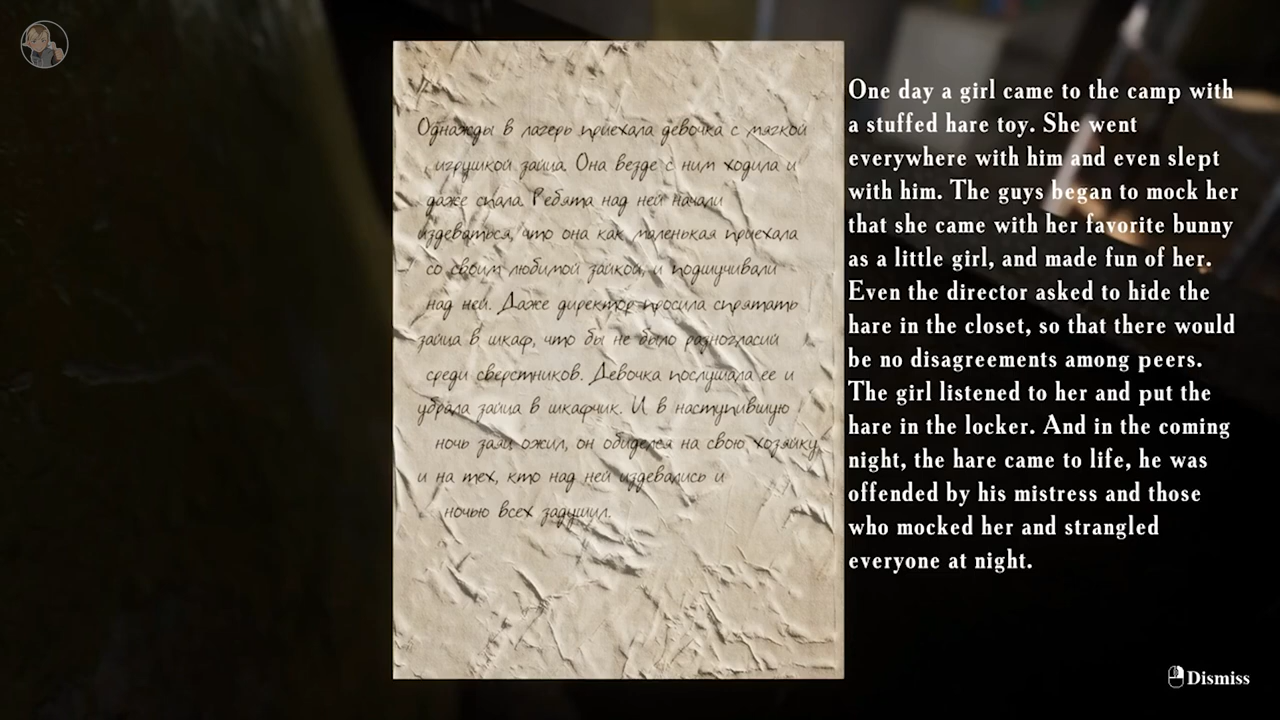 Однажды в лагерь приехала девочка с мягкой
игрушкой зайца. Она везде с ним ходила и
даже спала. Ребята над ней начали
издеваться, что она как маленькая приехала
со своим любимой зайкой, и подшучивали
над ней. Даже директор просила спрятать
зайца в шкаф, что бы не было разногласий
среди сверстников. Девочка послушала ее и
убрала зайца в шкафчик. И в наступившую
ночь заяц ожил, он обиделся на свою хозяйку
и на тех, кто над ней издевались и
ночью всех задушил.
One day a girl came to the camp with
a stuffed hare toy. She went
everywhere with him and even slept
with him. The guys began to mock her
that she came with her favorite bunny
as a little girl, and made fun of her.
Even the director asked to hide the
hare in the closet, so that there would
be no disagreements among peers.
The girl listened to her and put the
hare in the locker. And in the coming
night, the hare came to life, he was
offended by his mistress and those
who mocked her and strangled
everyone at night.
Dismiss